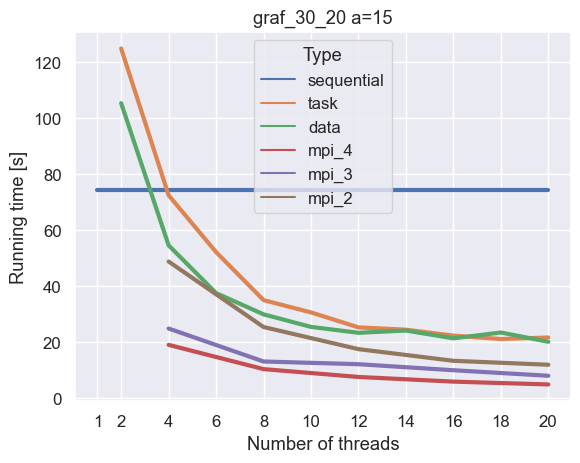 graf_30_20 a=15
Type
sequential
task
data
mpi_4
mpi_3
mpi_2
Running time [s]
120
100
80
60
40
20
0
1 2 4 6 8 10 12 14 16 18 20
Number of threads